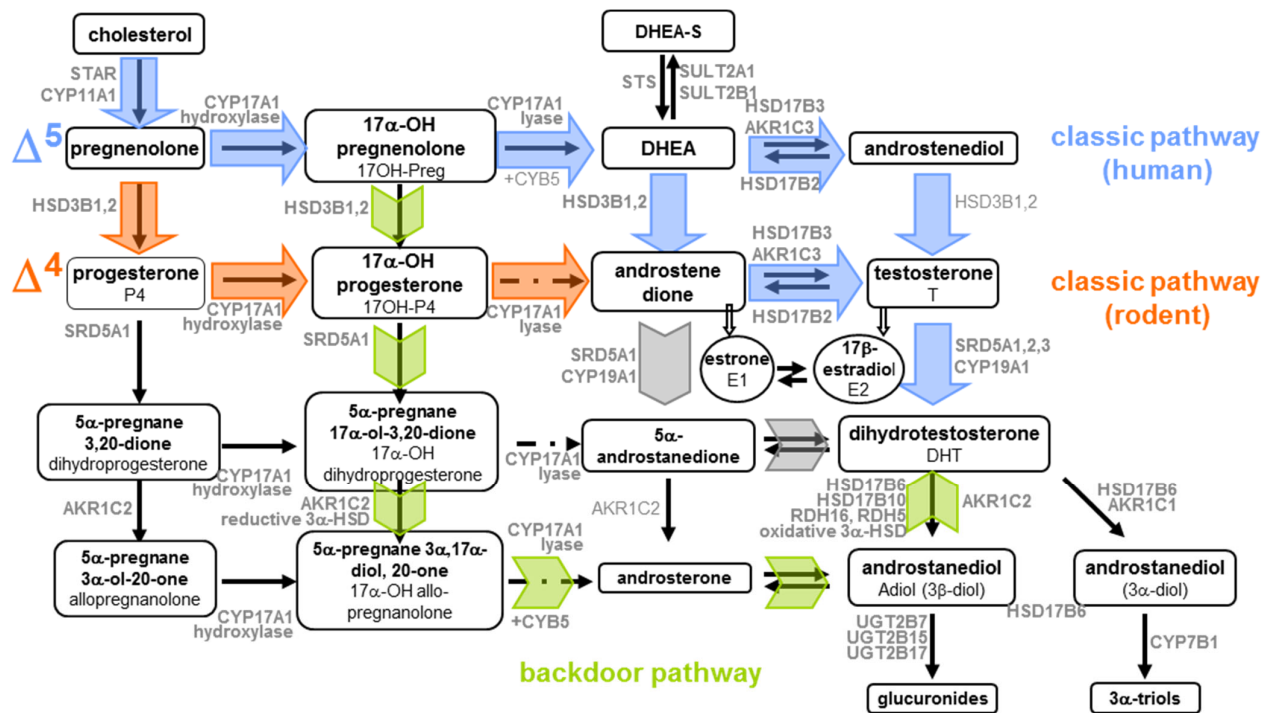 cholesterol
DHEA-S
STAR
CYP11A1
STS
SULT2A1
SULT2B1
CYP17A1
hydroxylase
CYP17A1
lyase
HSD17B3
AKR1C3
Δ5
pregnenolone
17α-OH
pregnenolone
17OH-Preg
+CYB5
DHEA
HSD17B2
androstenediol
classic pathway
(human)
HSD3B1,2
HSD3B1,2
HSD3B1,2
HSD3B1,2
Δ4
progesterone
P4
CYP17A1
hydroxylase
17α-OH
progesterone
17OH-P4
CYP17A1
lyase
androstene
dione
HSD17B3
AKR1C3
HSD17B2
testosterone
T
classic pathway
(rodent)
SRD5A1
SRD5A1
SRD5A1
CYP19A1
estrone
E1
17β-
estradiol
E2
SRD5A1,2,3
CYP19A1
5α-pregnane
3,20-dione
dihydroprogesterone
CYP17A1
hydroxylase
5α-pregnane
17α-ol-3,20-dione
17α-OH
dihydroprogesterone
CYP17A1
lyase
5α-
androstanedione
dihydrotestosterone
DHT
AKR1C2
AKR1C2
reductive 3α-HSD
AKR1C2
HSD17B6
HSD17B10
RDH16, RDH5
oxidative 3α-HSD
AKR1C2
HSD17B6
AKR1C1
5α-pregnane
3α-ol-20-one
allopregnanolone
CYP17A1
hydroxylase
5α-pregnane 3α,17α-
diol, 20-one
17α-OH allo-
pregnanolone
CYP17A1
lyase
+CYB5
androsterone
androstanediol
Adiol (3β-diol)
HSD17B6
androstanediol
(3α-diol)
UGT2B7
UGT2B15
UGT2B17
CYP7B1
backdoor pathway
glucuronides
3α-triols